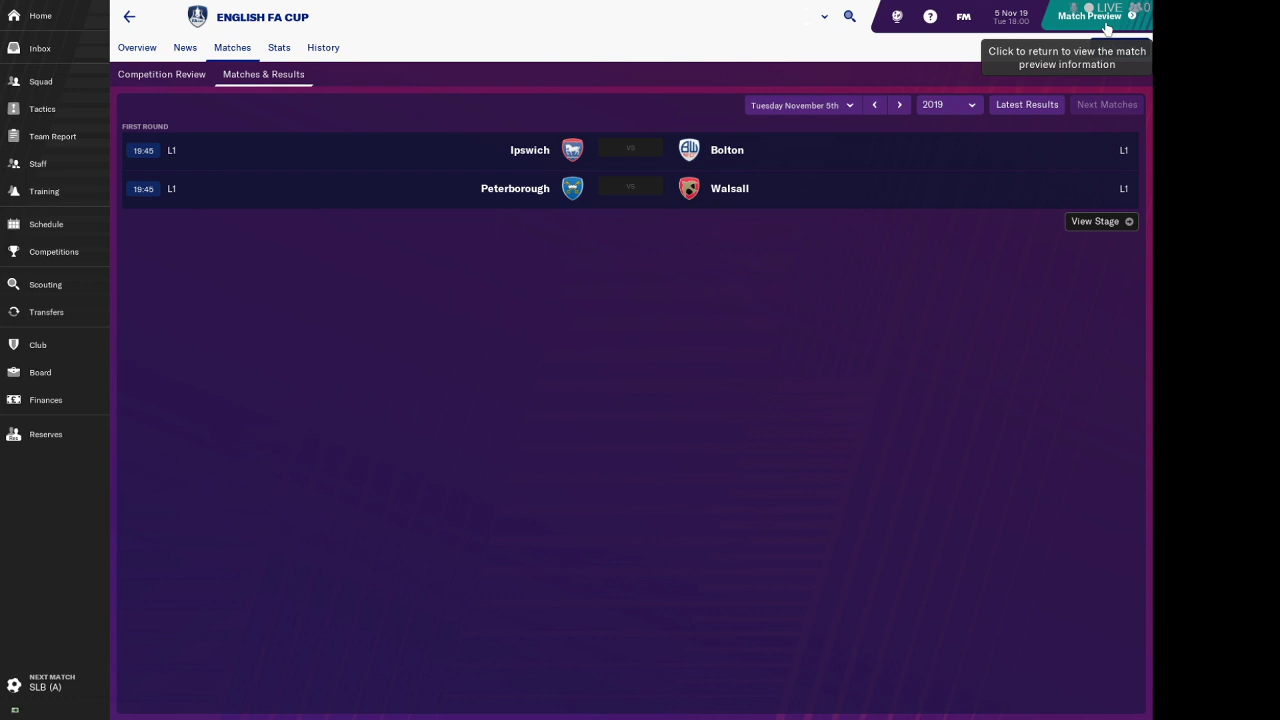 Home
Inbox
Squad
Tactics
Team Report
Staff
Training
Schedule
Competitions
Scouting
Transfers
Club
Board
Finances
Reserves
NEXT MATCH
SLB (A)
ENGLISH FA CUP
FM
5 Nov 19
Tue 18:00
Match Preview
LIVE 0
Click to return to view the match
preview information
Overview News Matches Stats History
Competition Review Matches & Results
Tuesday November 5th 2019 Latest Results Next Matches
FIRST ROUND
19:45 L1 Ipswich VS Bolton L1
19:45 L1 Peterborough VS Walsall L1
View Stage